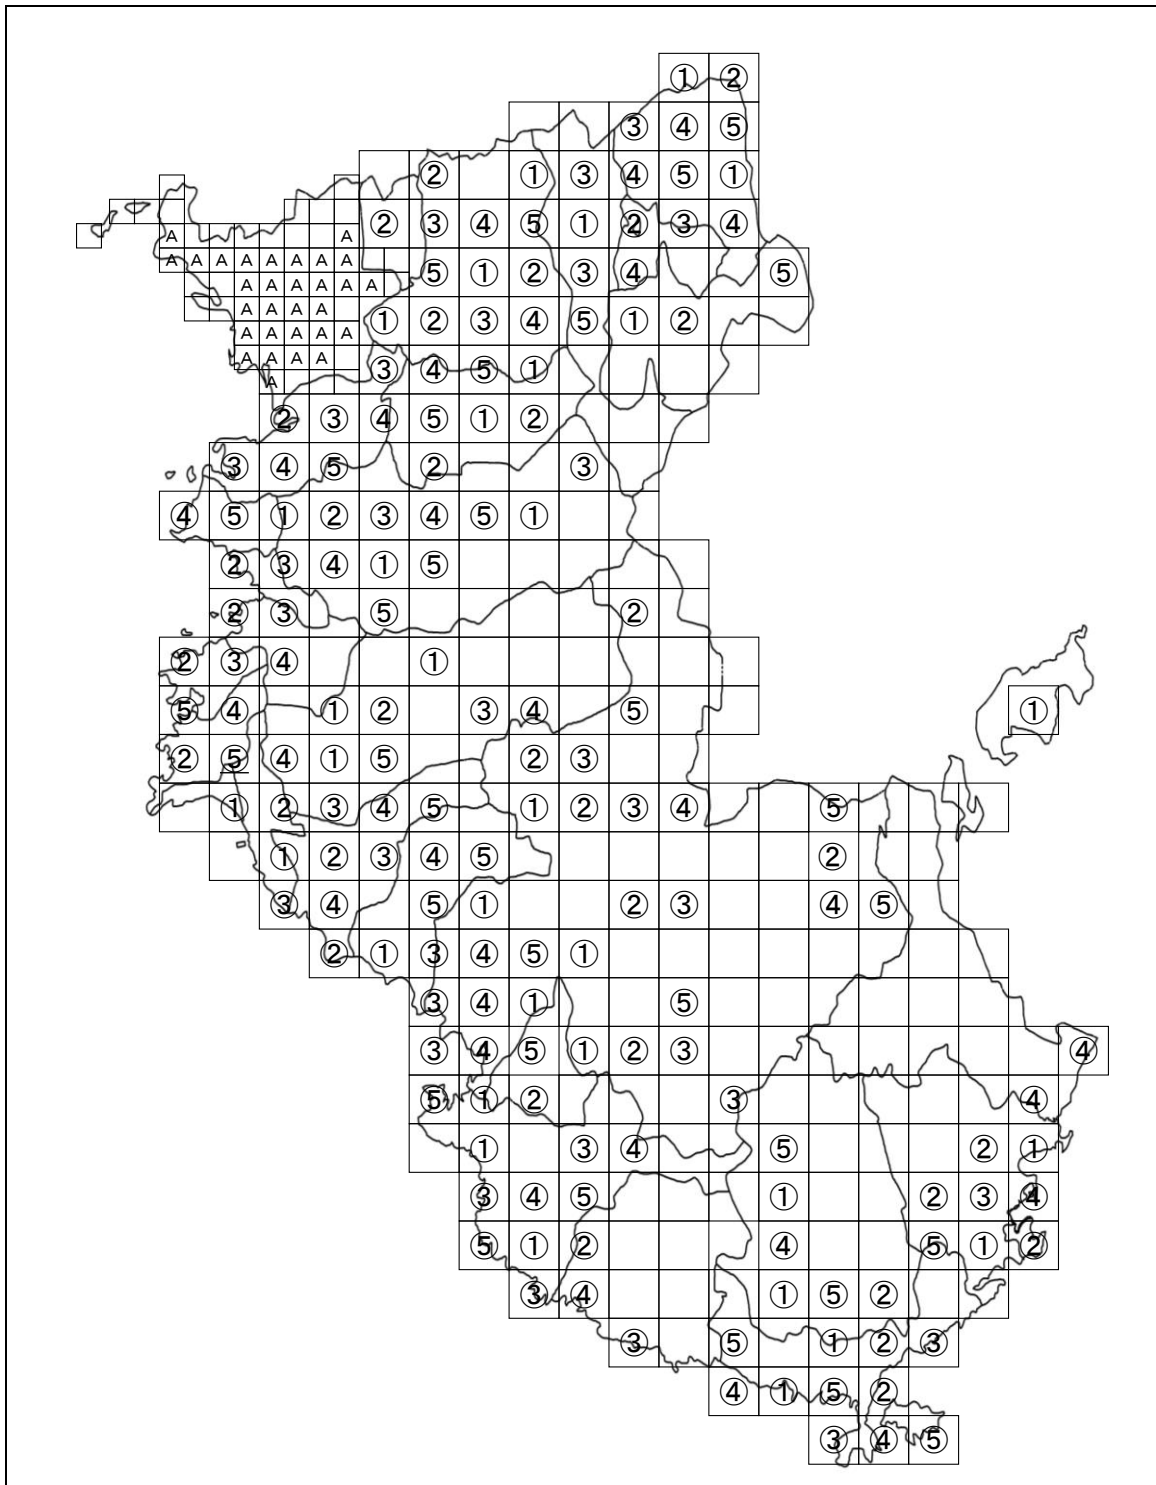 ① ②
③ ④ ⑤
② ① ③ ④ ⑤ ①
② ③ ④ ⑤ ① ② ③ ④
A A
A A A A A A A A
⑤ ① ② ③ ④ ⑤
A A A A A A
A A A A
① ② ③ ④ ⑤ ① ②
A A A A A
A A A A
③ ④ ⑤ ①
A
② ③ ④ ⑤ ① ②
③ ④ ⑤ ② ③
④ ⑤ ① ② ③ ④ ⑤ ①
② ③ ④ ① ⑤
② ③ ⑤ ②
② ③ ④ ①
⑤ ④ ① ② ③ ④ ⑤ ①
② ⑤ ④ ① ⑤ ② ③
① ② ③ ④ ⑤ ① ② ③ ④ ⑤
① ② ③ ④ ⑤ ②
③ ④ ⑤ ① ② ③ ④ ⑤
② ① ③ ④ ⑤ ①
③ ④ ① ⑤
③ ④ ⑤ ① ② ③ ④
⑤ ① ② ③ ④
① ③ ④ ⑤ ② ①
③ ④ ⑤ ① ② ③ ④
⑤ ① ② ④ ⑤ ① ②
③ ④ ① ⑤ ②
③ ⑤ ① ② ③
④ ① ⑤ ②
③ ④ ⑤